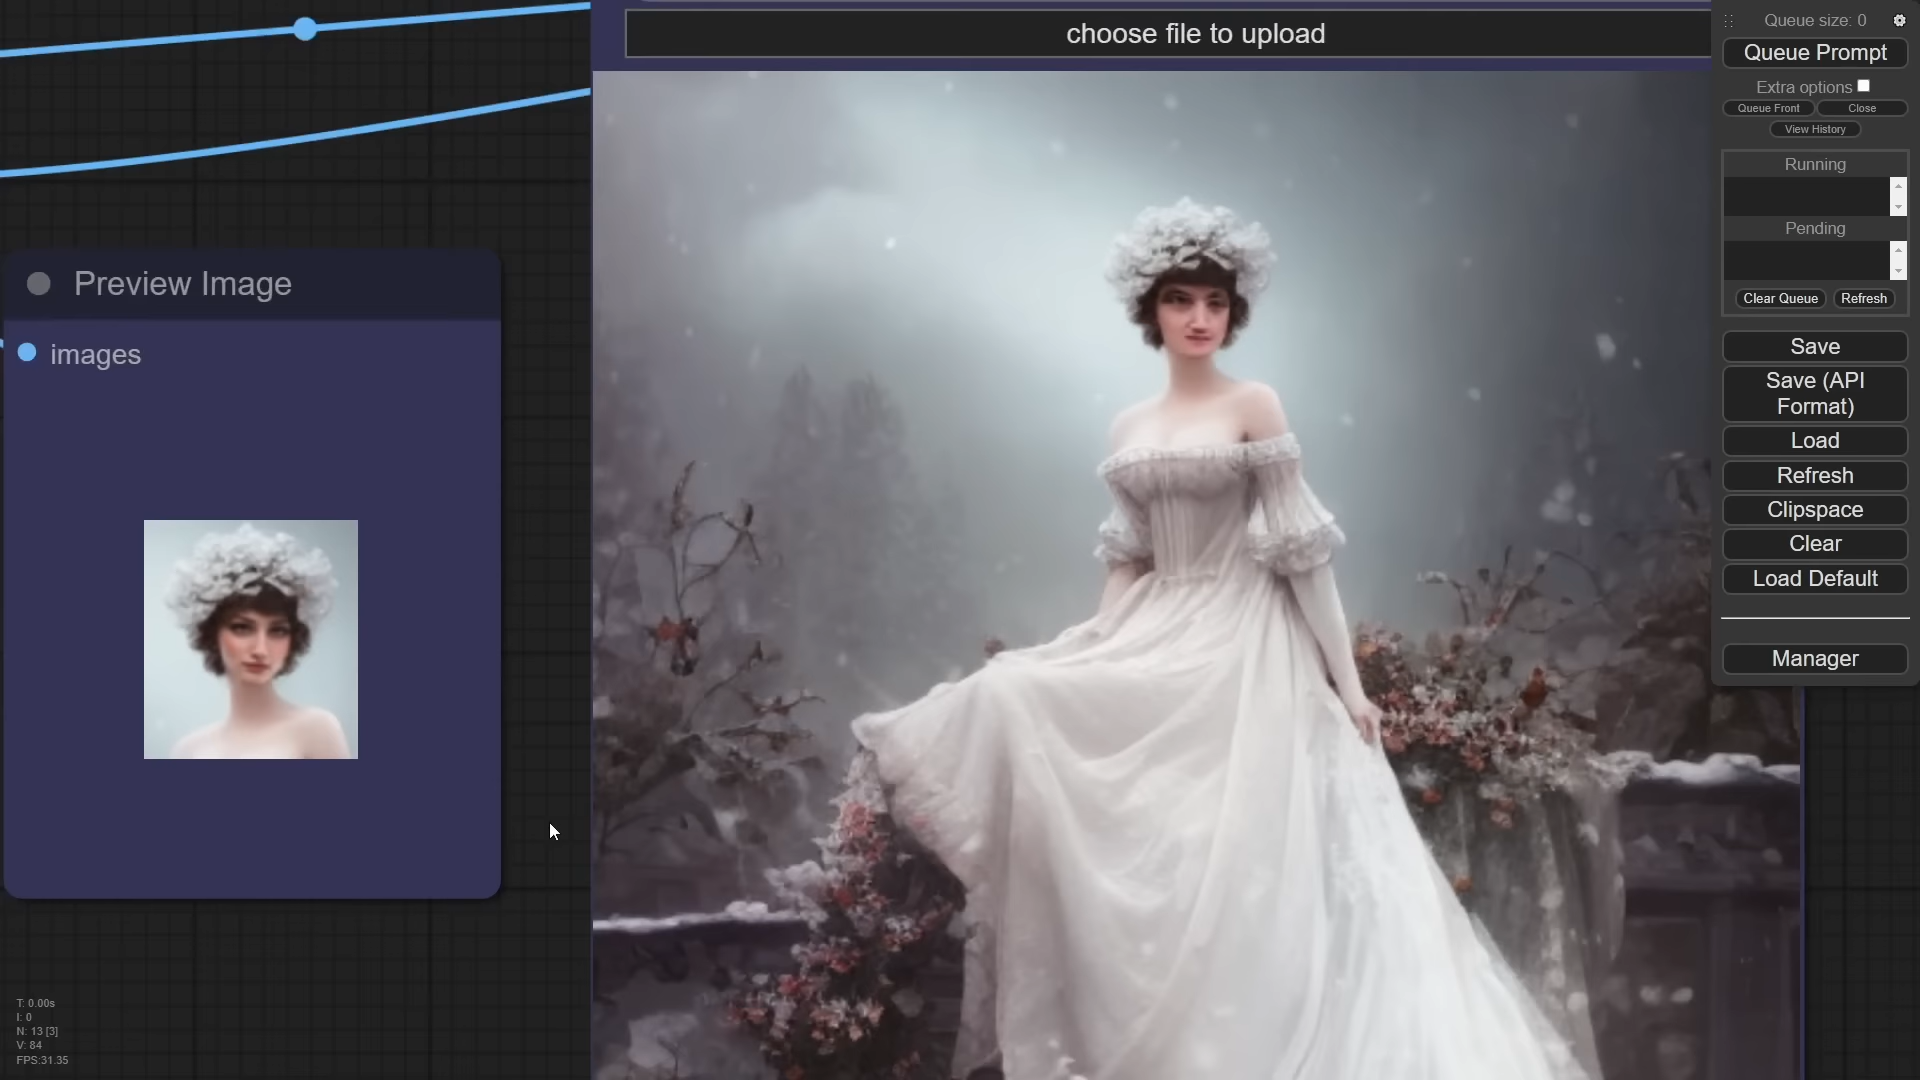 choose file to upload
Queue size: 0
Queue Prompt
Extra options
Queue Front
Close
View History
Running
Pending
Clear Queue
Refresh
Save
Save (API
Format)
Load
Refresh
Clipspace
Clear
Load Default
Manager
Preview Image
images
T: 0.00s
I: 0
N: 13 [3]
V: 84
FPS:31.35